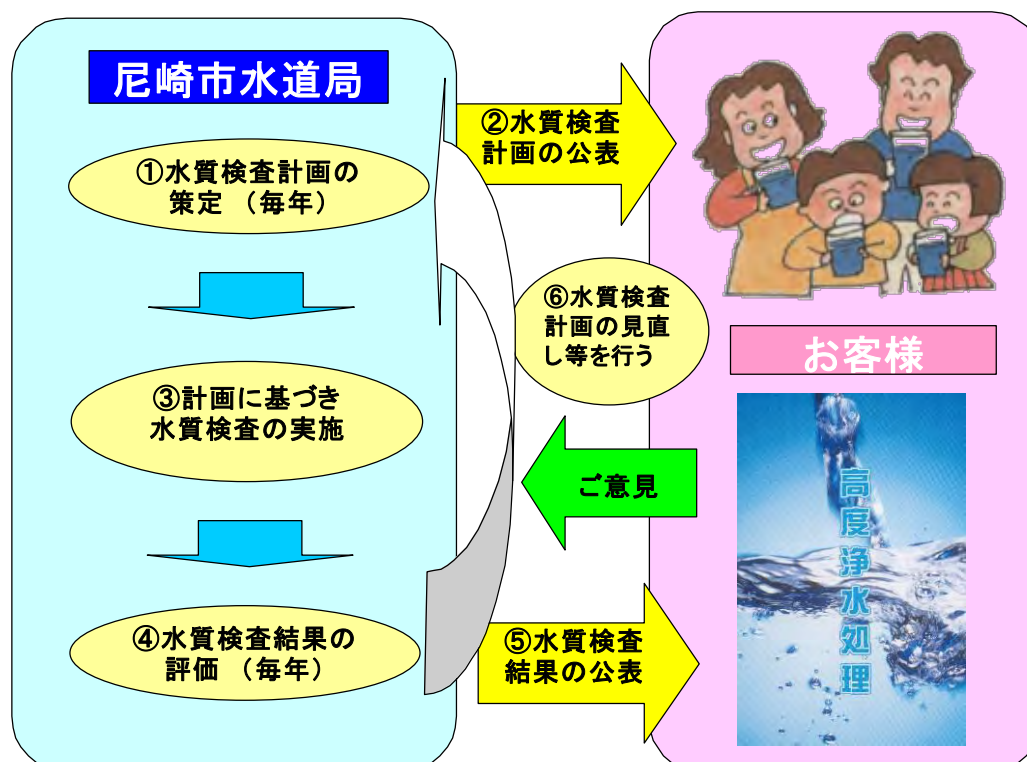 尼崎市水道局
①水質検査計画の
策定 （毎年）
②水質検査
計画の公表
③計画に基づき
水質検査の実施
④水質検査結果の
評価 （毎年）
⑤水質検査
結果の公表
⑥水質検査
計画の見直
し等を行う
ご意見
お客様
高度浄水処理